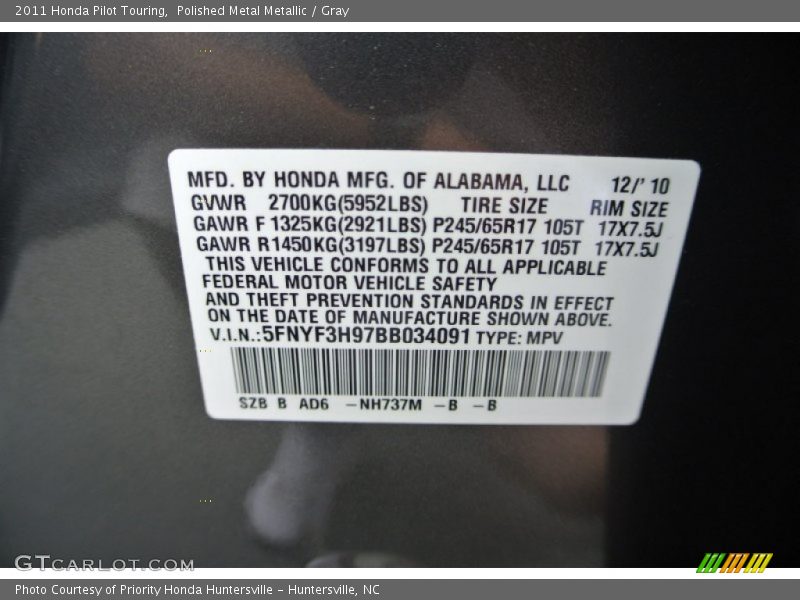 2011 Honda Pilot Touring, Polished Metal Metallic / Gray
MFD. BY HONDA MFG. OF ALABAMA, LLC 12/' 10
GVWR 2700KG(5952LBS) TIRE SIZE RIM SIZE
GAWR F 1325KG(2921LBS) P245/65R17 105T 17X7.5J
GAWR R1450KG(3197LBS) P245/65R17 105T 17X7.5J
THIS VEHICLE CONFORMS TO ALL APPLICABLE
FEDERAL MOTOR VEHICLE SAFETY
AND THEFT PREVENTION STANDARDS IN EFFECT
ON THE DATE OF MANUFACTURE SHOWN ABOVE.
V.I.N.:5FNYF3H97BB034091 TYPE: MPV
SZB B AD6 -NH737M -B -B
GTCARLOT.COM
Photo Courtesy of Priority Honda Huntersville - Huntersville, NC